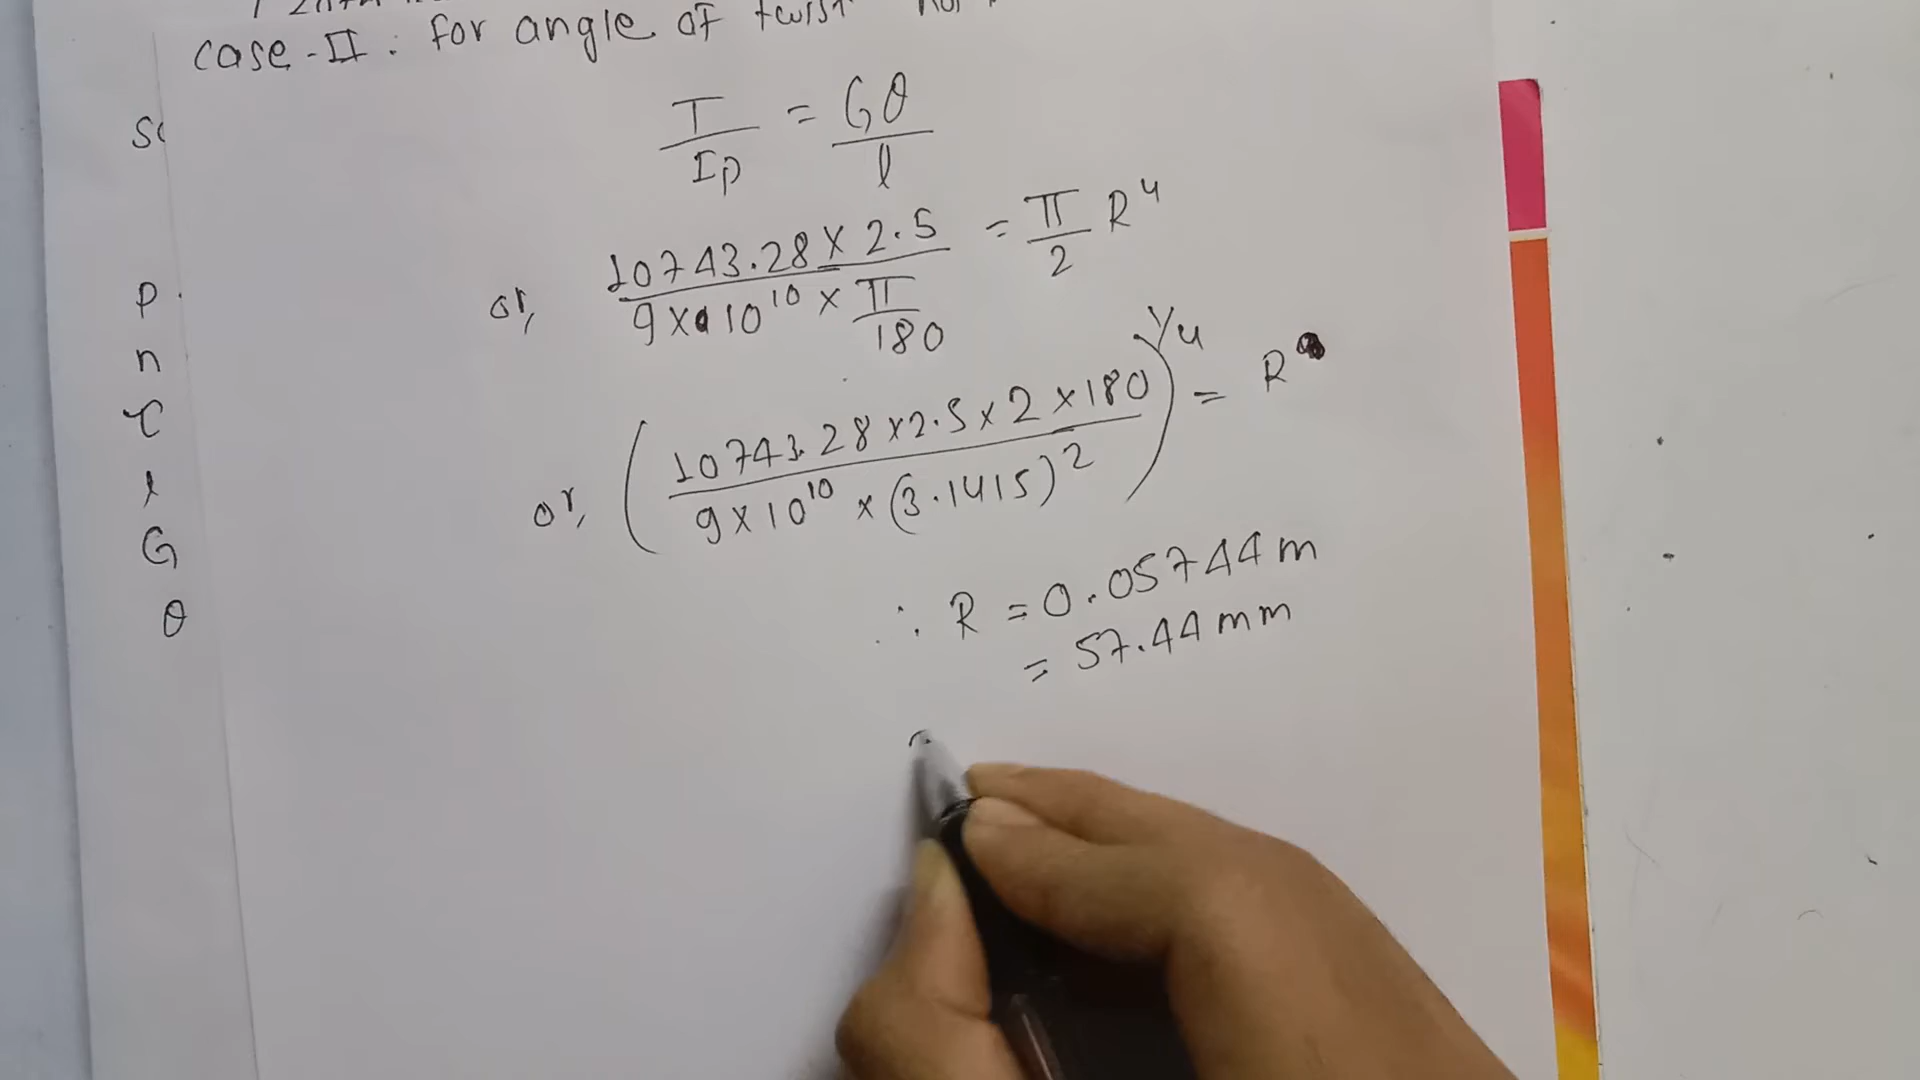 case-II: for angle of twist
T/Ip = Gθ/l
or, 10743.28 x 2.5 / 9 x 10^10 x π/180 = π/2 R^4
or, (10743.28 x 2.5 x 2 x 180 / 9 x 10^10 x (3.1415)^2)^1/4 = R
∴ R = 0.05744 m
= 57.44 mm
P
n
τ
l
G
θ